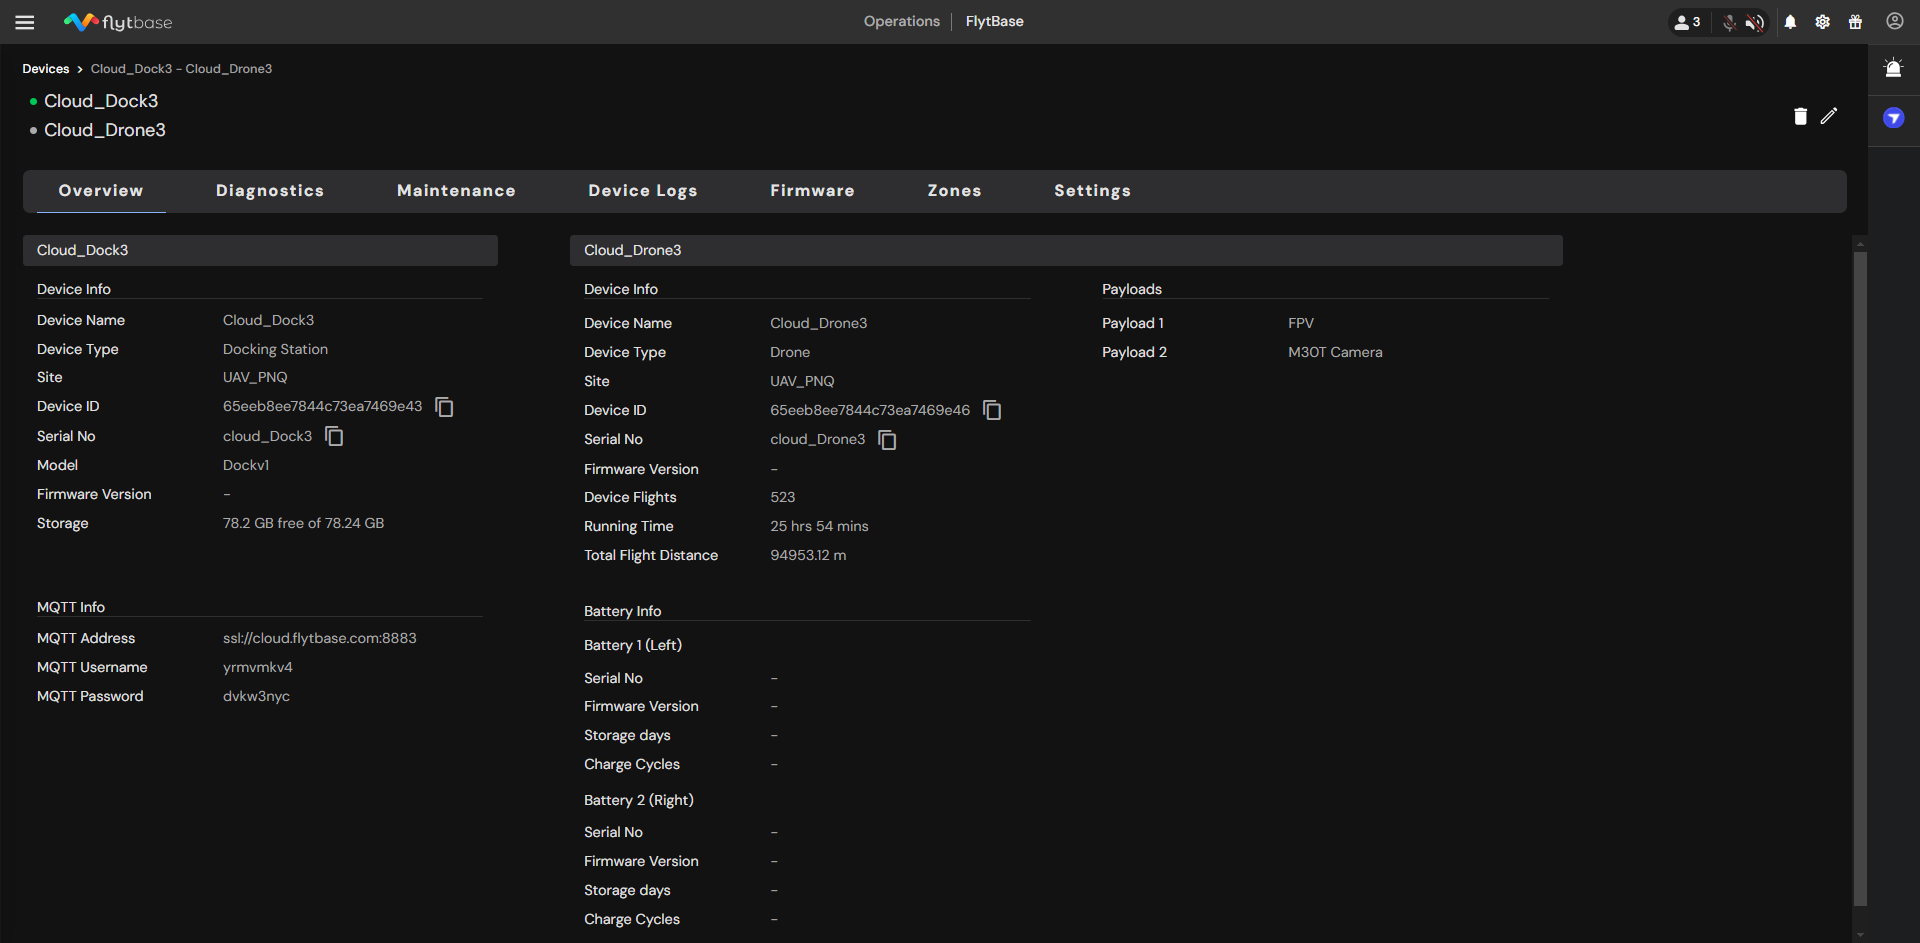 flytbase
Operations | FlytBase
3
Devices > Cloud_Dock3 - Cloud_Drone3
Cloud_Dock3
Cloud_Drone3
Overview Diagnostics Maintenance Device Logs Firmware Zones Settings
Cloud_Dock3
Device Info
Device Name Cloud_Dock3
Device Type Docking Station
Site UAV_PNQ
Device ID 65eeb8ee7844c73ea7469e43
Serial No cloud_Dock3
Model Dockv1
Firmware Version -
Storage 78.2 GB free of 78.24 GB
MQTT Info
MQTT Address ssl://cloud.flytbase.com:8883
MQTT Username yrmvmkv4
MQTT Password dvkw3nyc
Cloud_Drone3
Device Info
Device Name Cloud_Drone3
Device Type Drone
Site UAV_PNQ
Device ID 65eeb8ee7844c73ea7469e46
Serial No cloud_Drone3
Firmware Version -
Device Flights 523
Running Time 25 hrs 54 mins
Total Flight Distance 94953.12 m
Battery Info
Battery 1 (Left)
Serial No -
Firmware Version -
Storage days -
Charge Cycles -
Battery 2 (Right)
Serial No -
Firmware Version -
Storage days -
Charge Cycles -
Payloads
Payload 1 FPV
Payload 2 M30T Camera